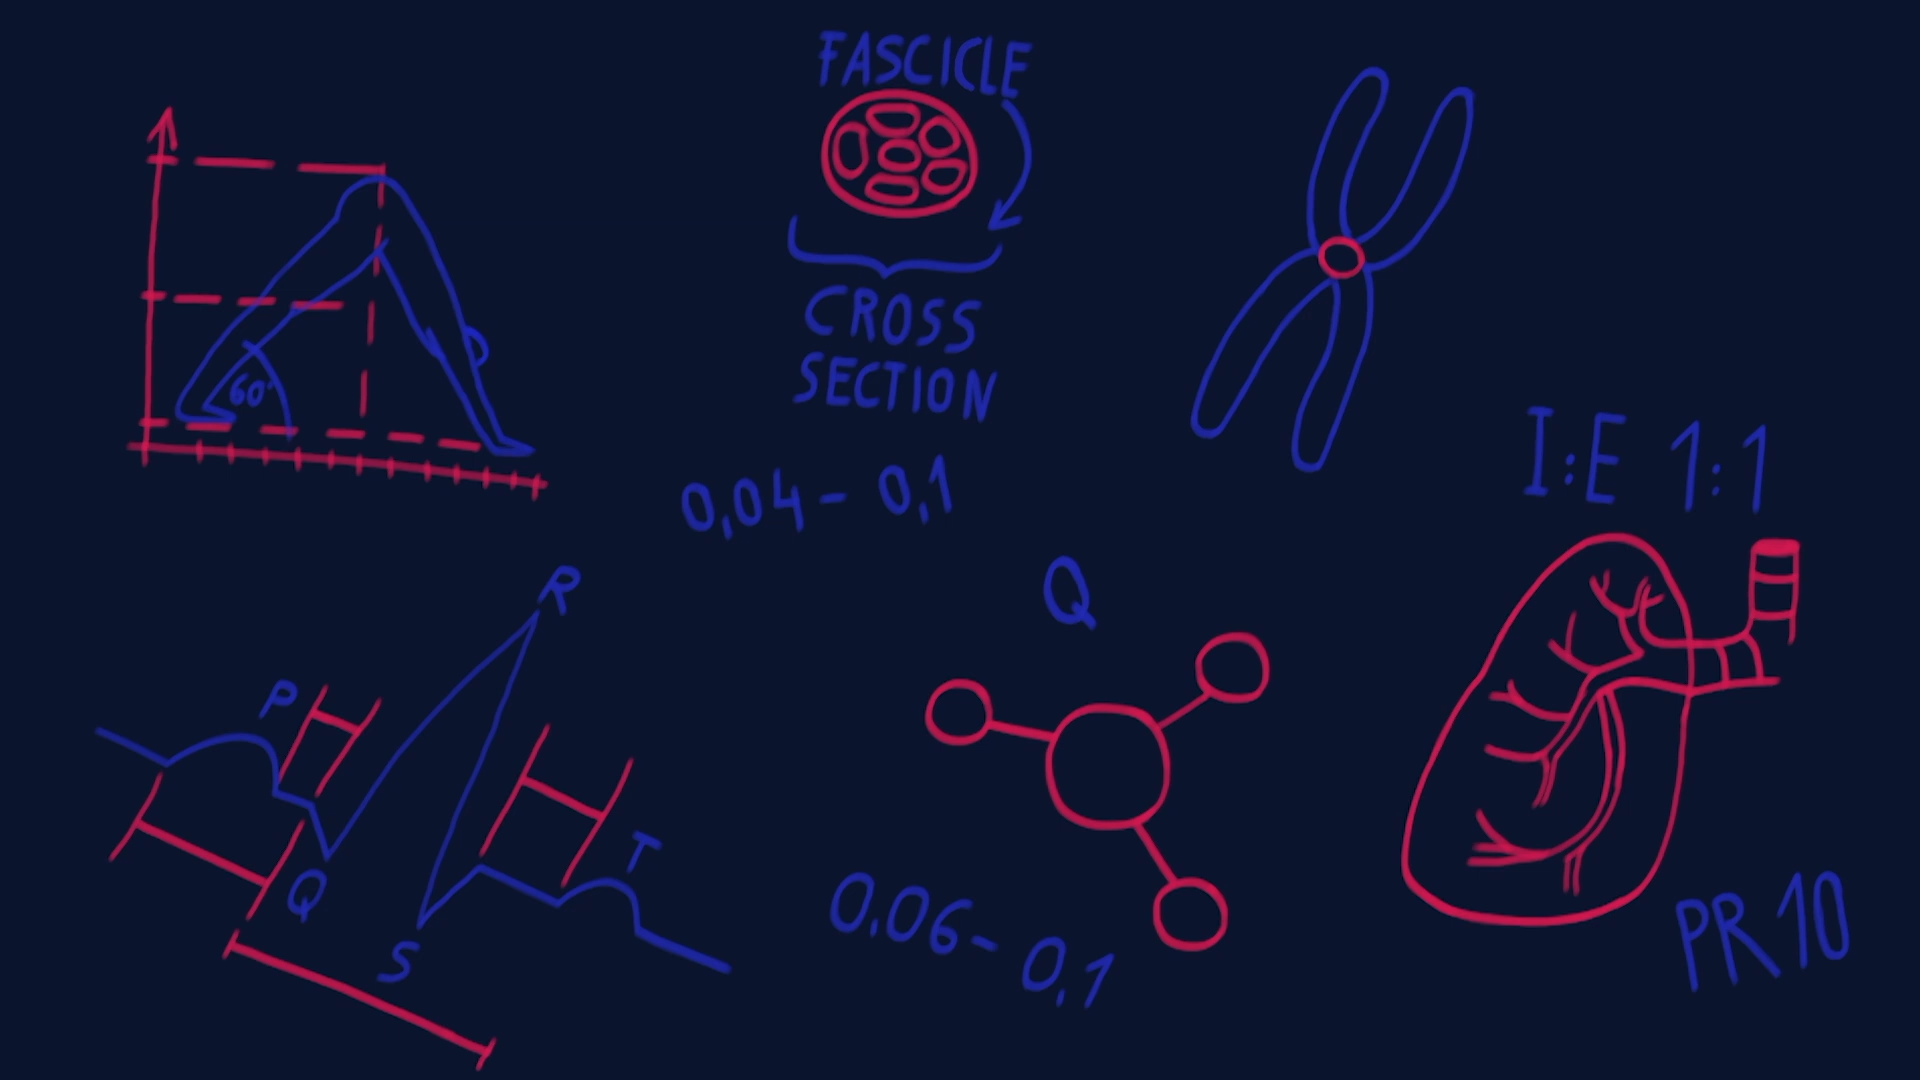 FASCICLE
CROSS
SECTION
60°
0,04 - 0,1
I:E 1:1
R
Q
P
T
Q
S
0.06 - 0,1
PR 10